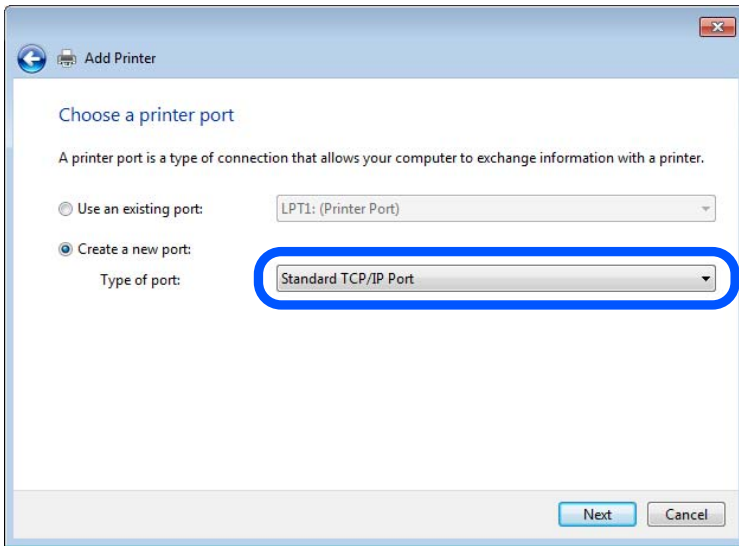 Add Printer
Choose a printer port
A printer port is a type of connection that allows your computer to exchange information with a printer.
Use an existing port: LPT1: (Printer Port)
Create a new port:
Type of port: Standard TCP/IP Port
Next Cancel